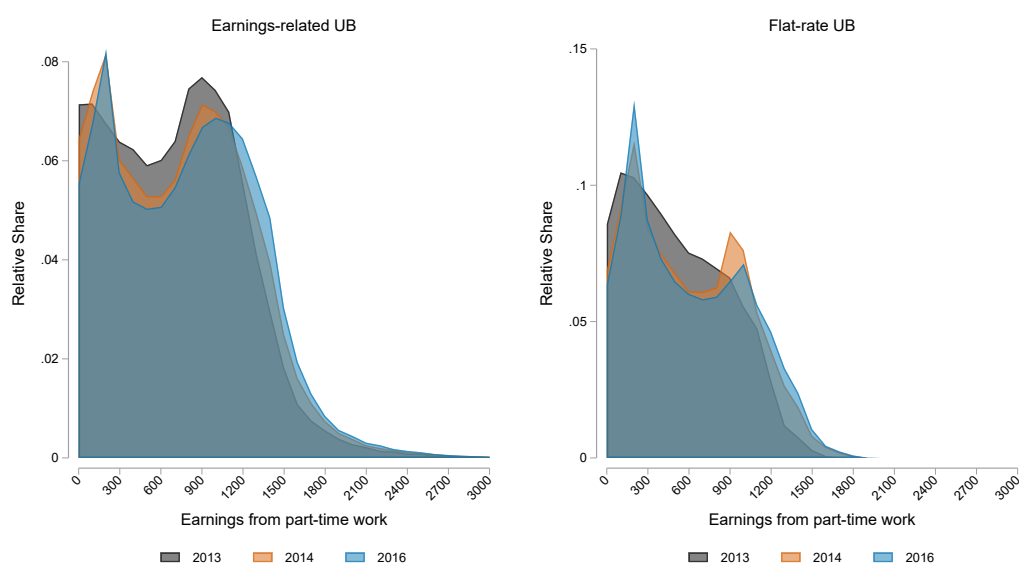 Earnings-related UB
Relative Share
.08
.06
.04
.02
0
0 300 600 900 1200 1500 1800 2100 2400 2700 3000
Earnings from part-time work
2013 2014 2016
Flat-rate UB
Relative Share
.15
.1
.05
0
0 300 600 900 1200 1500 1800 2100 2400 2700 3000
Earnings from part-time work
2013 2014 2016